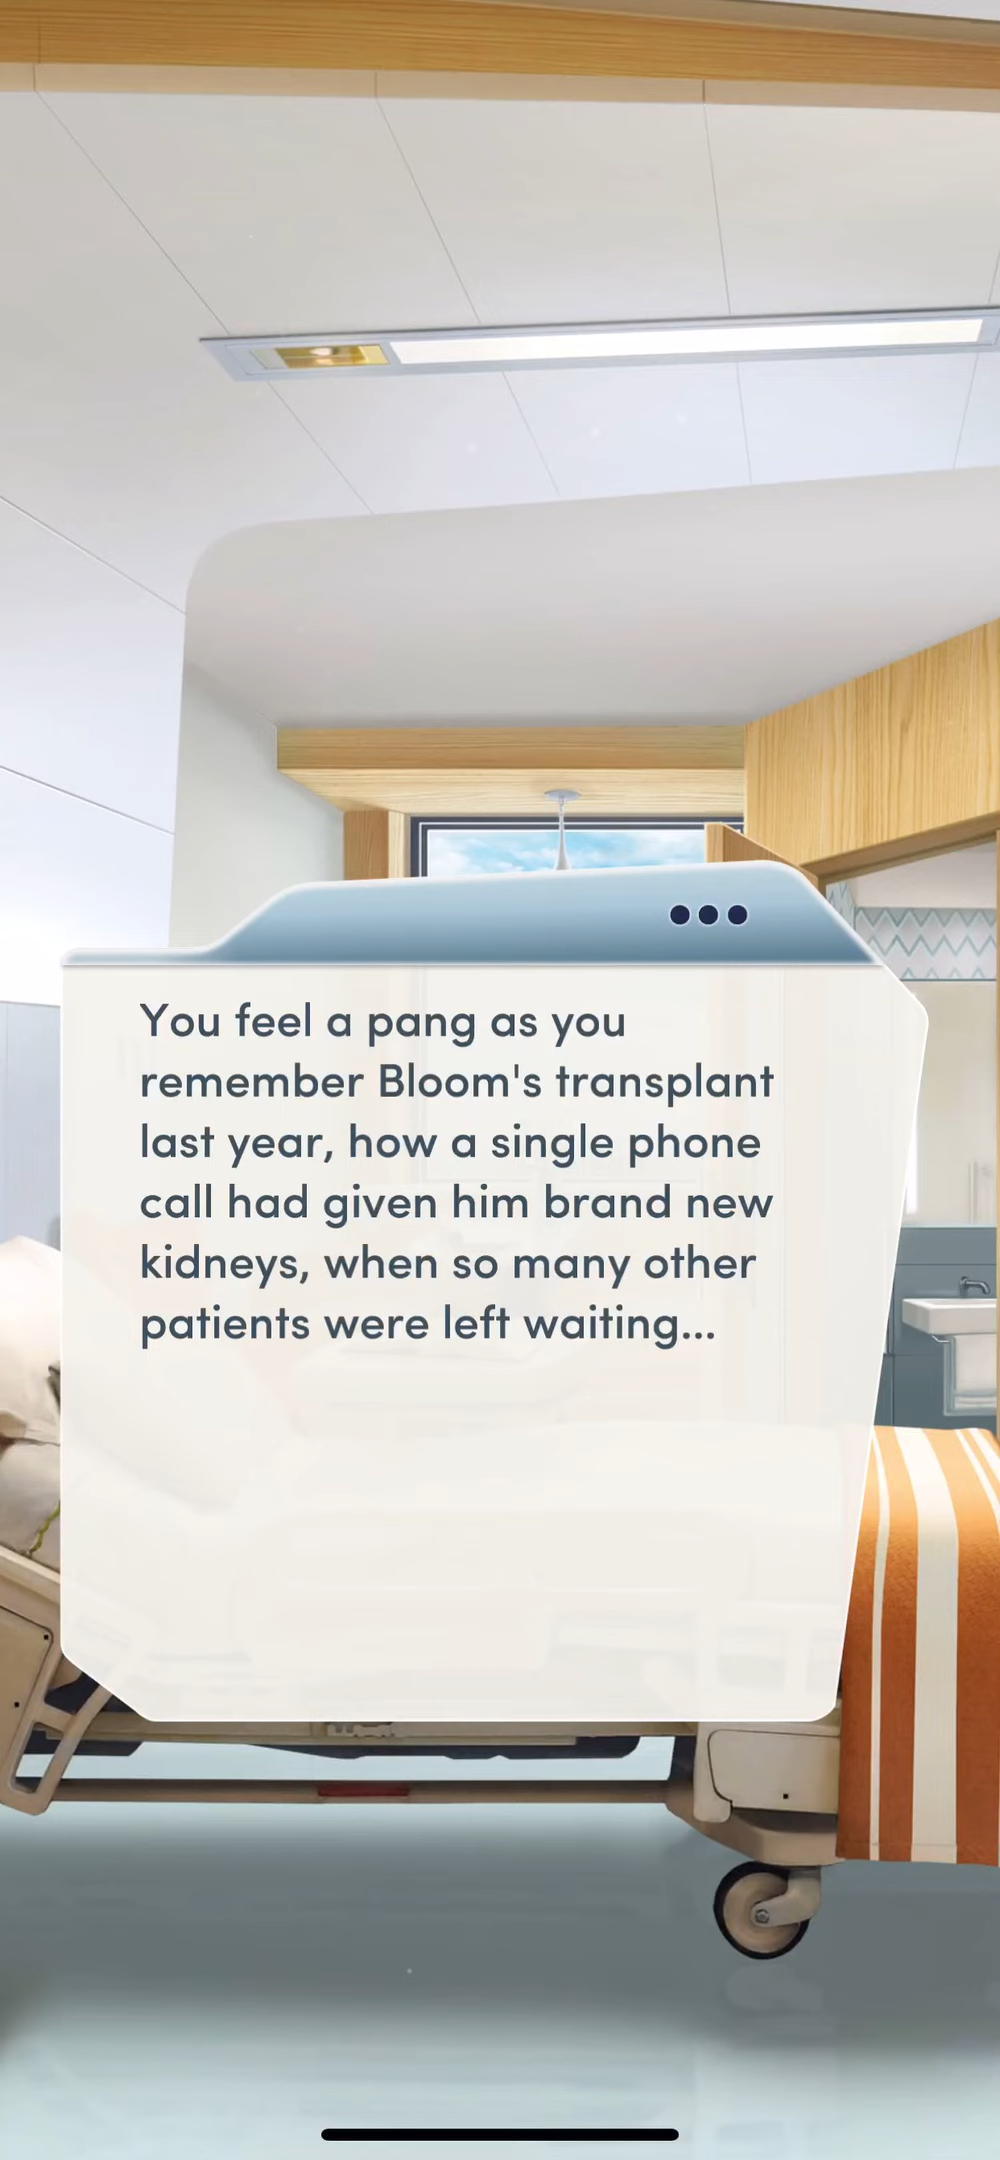 You feel a pang as you
remember Bloom's transplant
last year, how a single phone
call had given him brand new
kidneys, when so many other
patients were left waiting...